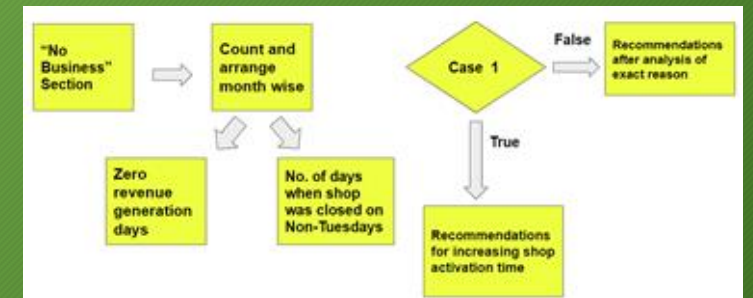 "No
Business"
Section
Count and
arrange
month wise
Zero
revenue
generation
days
No. of days
when shop
was closed on
Non-Tuesdays
Case 1
False
Recommendations
after analysis of
exact reason
True
Recommendations
for increasing shop
activation time